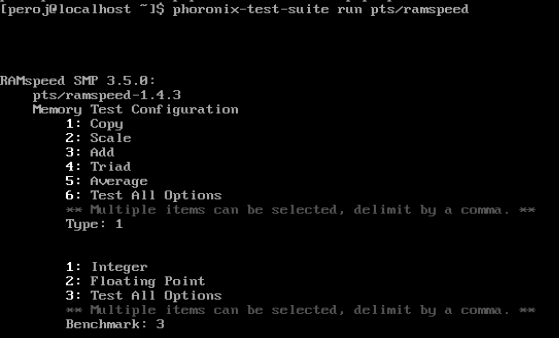 [peroj@localhost ~]$ phoronix-test-suite run pts/ramspeed
RAMspeed SMP 3.5.0:
pts/ramspeed-1.4.3
Memory Test Configuration
1: Copy
2: Scale
3: Add
4: Triad
5: Average
6: Test All Options
** Multiple items can be selected, delimit by a comma. **
Type: 1
1: Integer
2: Floating Point
3: Test All Options
** Multiple items can be selected, delimit by a comma. **
Benchmark: 3